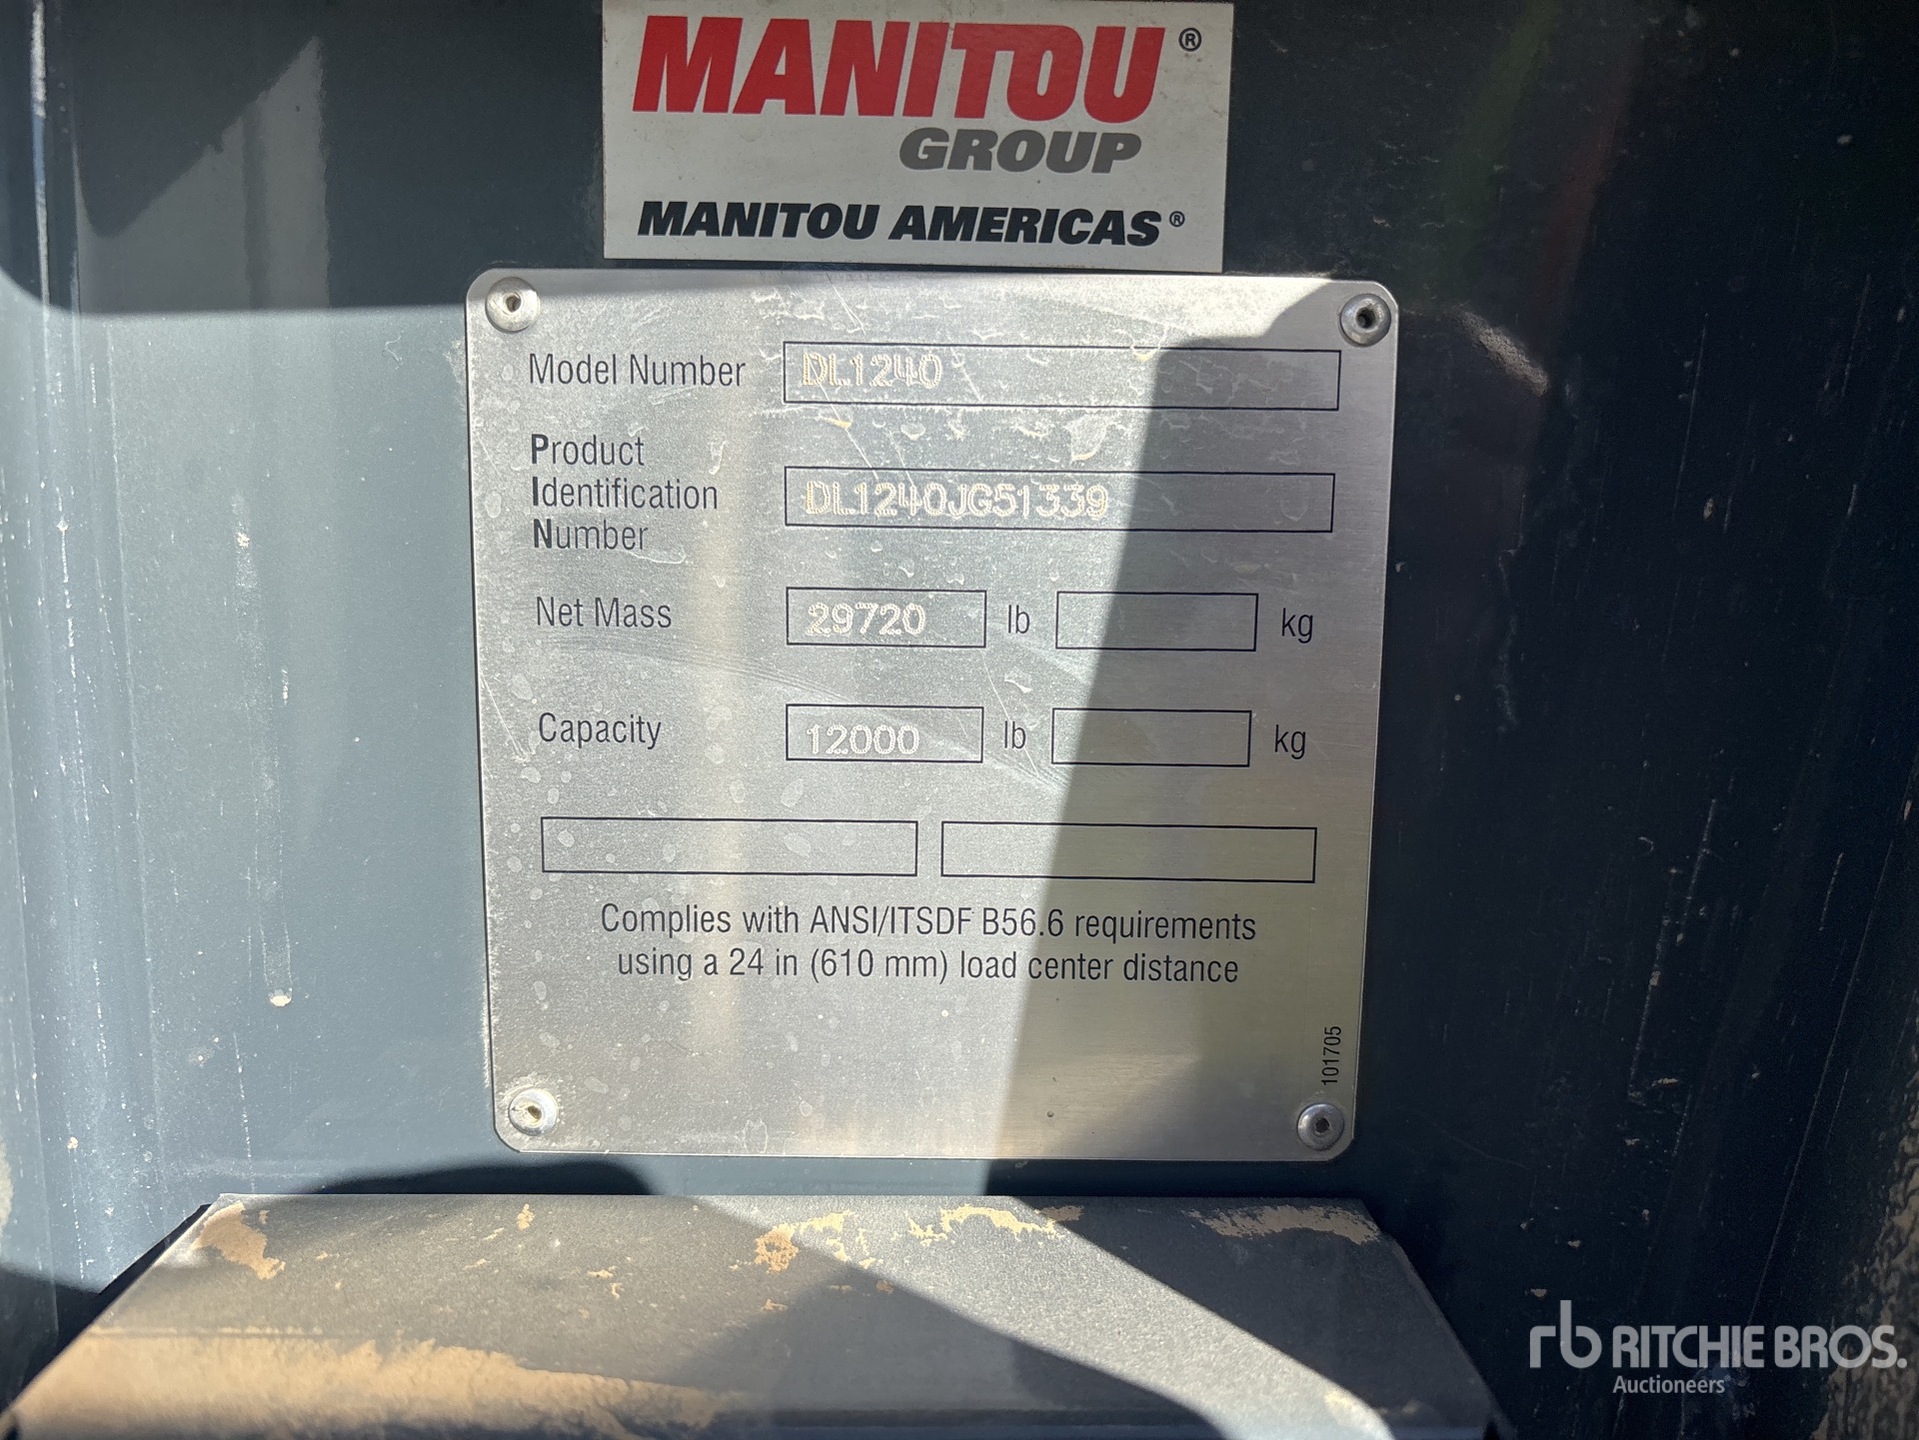 MANITOU®
GROUP
MANITOU AMERICAS®
Model Number DL1240
Product
Identification DL1240JG51339
Number
Net Mass 29720 lb kg
Capacity 12000 lb kg
Complies with ANSI/ITSDF B56.6 requirements
using a 24 in (610 mm) load center distance
101705
rb RITCHIE BROS.
Auctioneers